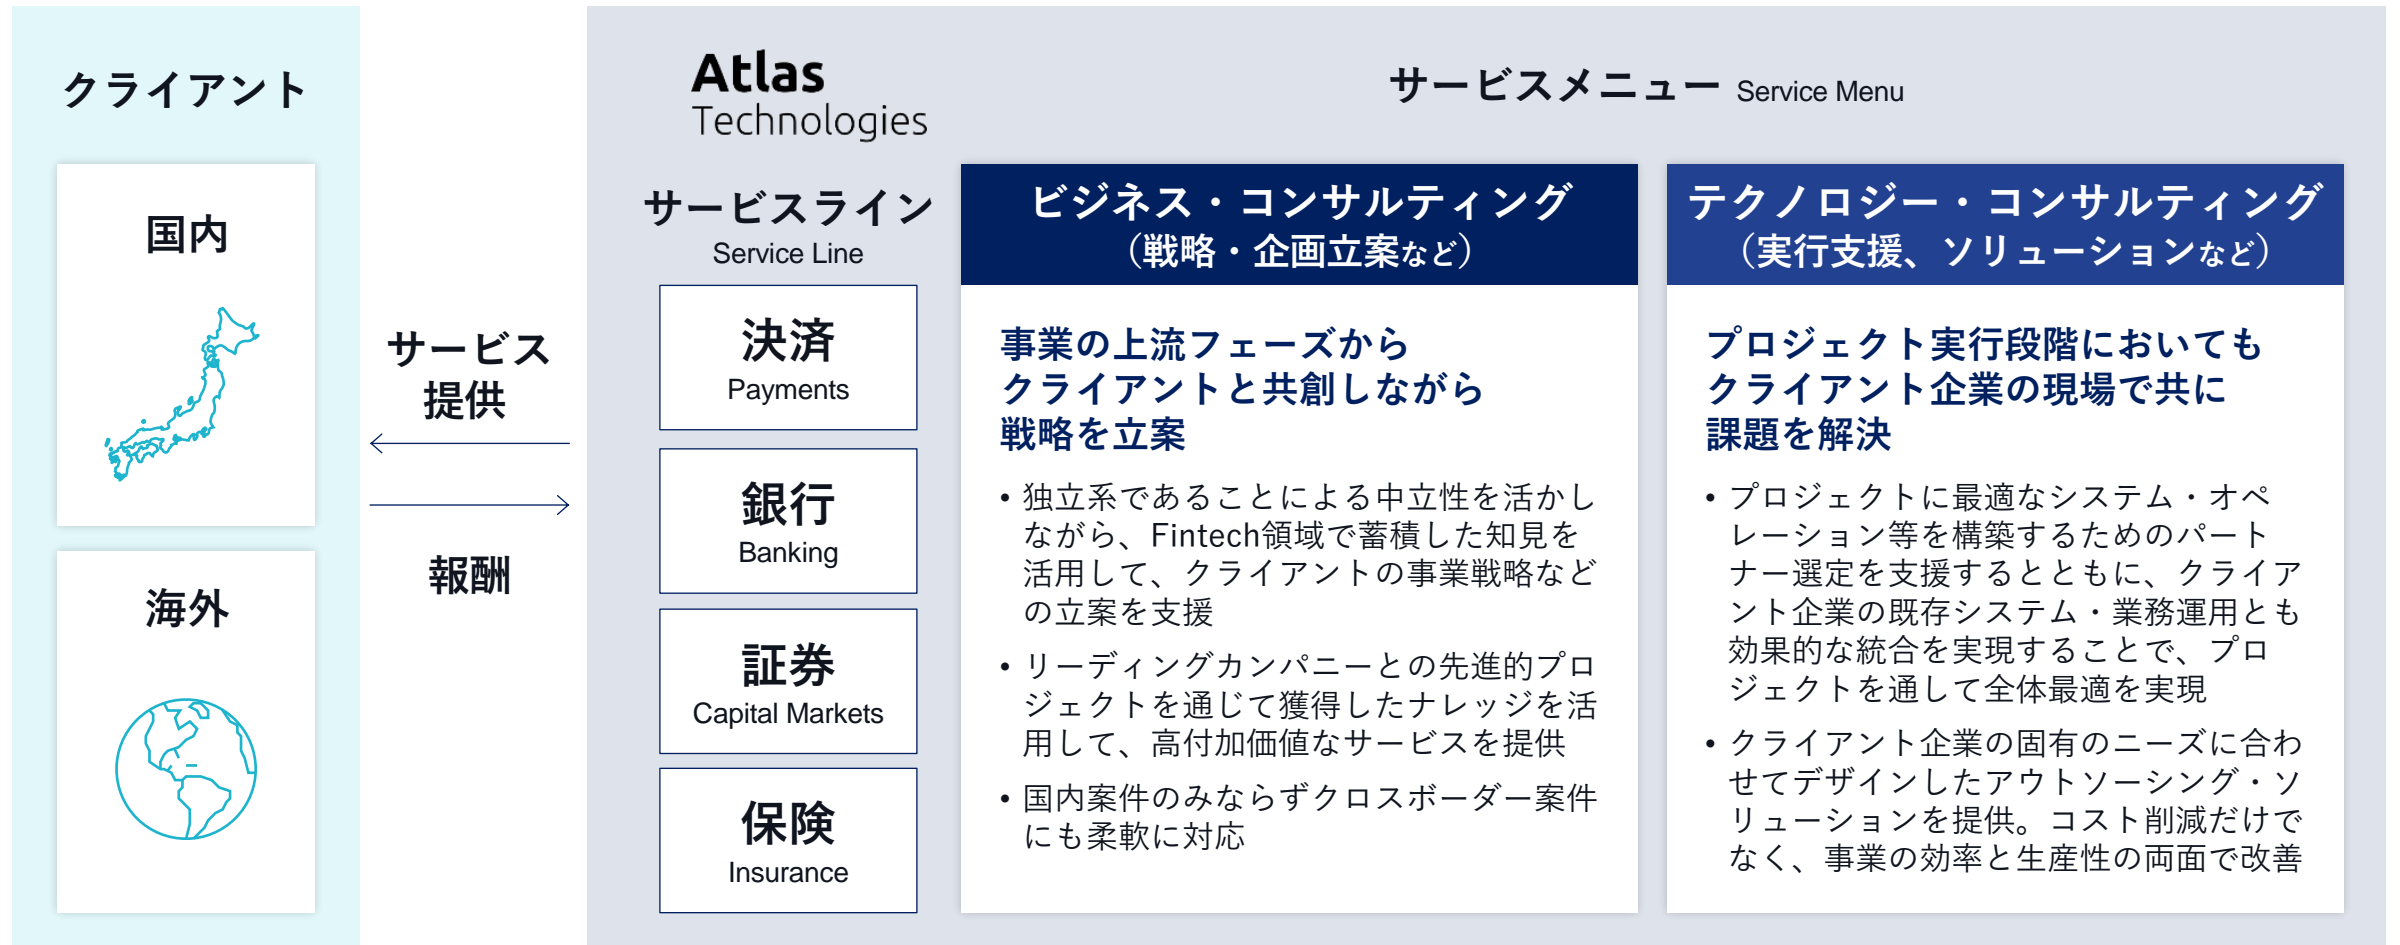 クライアント
国内
海外
サービス
提供
報酬
Atlas
Technologies
サービスメニュー Service Menu
サービスライン
Service Line
決済
Payments
銀行
Banking
証券
Capital Markets
保険
Insurance
ビジネス・コンサルティング
（戦略・企画立案など）
事業の上流フェーズから
クライアントと共創しながら
戦略を立案
• 独立系であることによる中立性を活かし
ながら、Fintech領域で蓄積した知見を
活用して、クライアントの事業戦略など
の立案を支援
• リーディングカンパニーとの先進的プロ
ジェクトを通じて獲得したナレッジを活
用して、高付加価値なサービスを提供
• 国内案件のみならずクロスボーダー案件
にも柔軟に対応
テクノロジー・コンサルティング
（実行支援、ソリューションなど）
プロジェクト実行段階においても
クライアント企業の現場で共に
課題を解決
• プロジェクトに最適なシステム・オペ
レーション等を構築するためのパート
ナー選定を支援するとともに、クライア
ント企業の既存システム・業務運用とも
効果的な統合を実現することで、プロ
ジェクトを通して全体最適を実現
• クライアント企業の固有のニーズに合わ
せてデザインしたアウトソーシング・ソ
リューションを提供。コスト削減だけで
なく、事業の効率と生産性の両面で改善